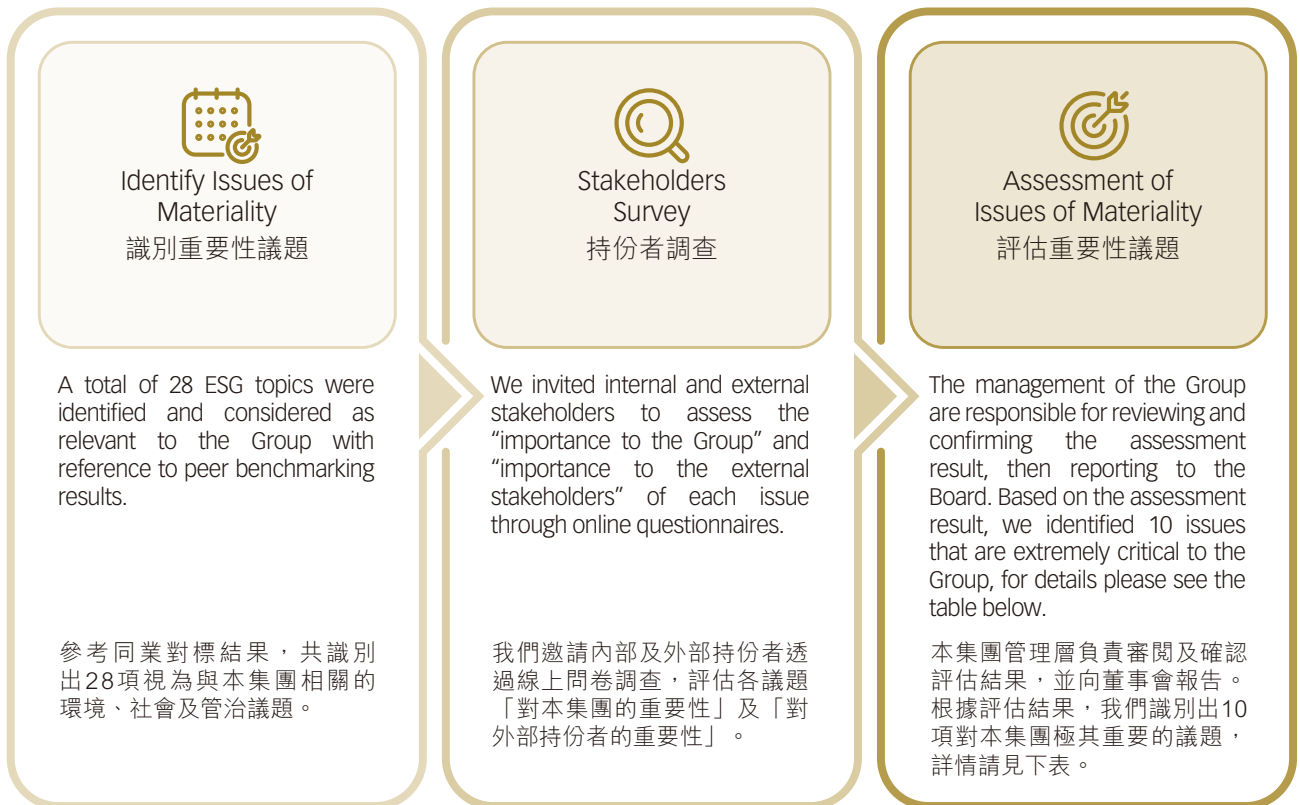 Identify Issues of
Materiality
識別重要性議題
A total of 28 ESG topics were
identified and considered as
relevant to the Group with
reference to peer benchmarking
results.
參考同業對標結果，共識別
出28項視為與本集團相關的
環境、社會及管治議題。
Stakeholders
Survey
持份者調查
We invited internal and external
stakeholders to assess the
“importance to the Group” and
“importance to the external
stakeholders” of each issue
through online questionnaires.
我們邀請內部及外部持份者透
過線上問卷調查，評估各議題
「對本集團的重要性」及「對
外部持份者的重要性」。
Assessment of
Issues of Materiality
評估重要性議題
The management of the Group
are responsible for reviewing and
confirming the assessment
result, then reporting to the
Board. Based on the assessment
result, we identified 10 issues
that are extremely critical to the
Group, for details please see the
table below.
本集團管理層負責審閱及確認
評估結果，並向董事會報告。
根據評估結果，我們識別出10
項對本集團極其重要的議題，
詳情請見下表。